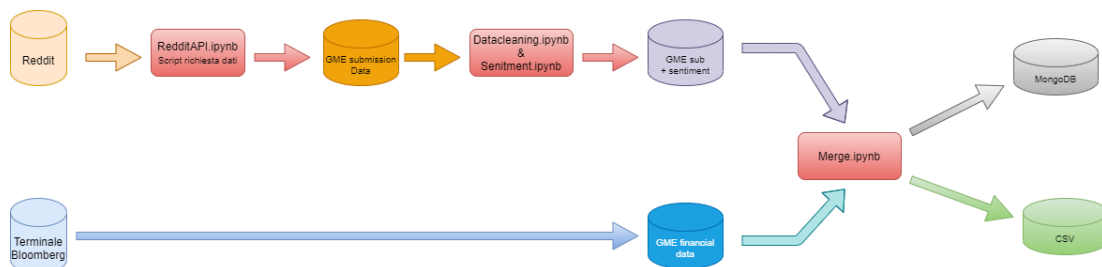 Reddit
RedditAPI.ipynb
Script richiesta dati
GME submission
Data
Datacleaning.ipynb
&
Senitment.ipynb
GME sub
+ sentiment
MongoDB
Merge.ipynb
Terminale
Bloomberg
GME financial
data
CSV